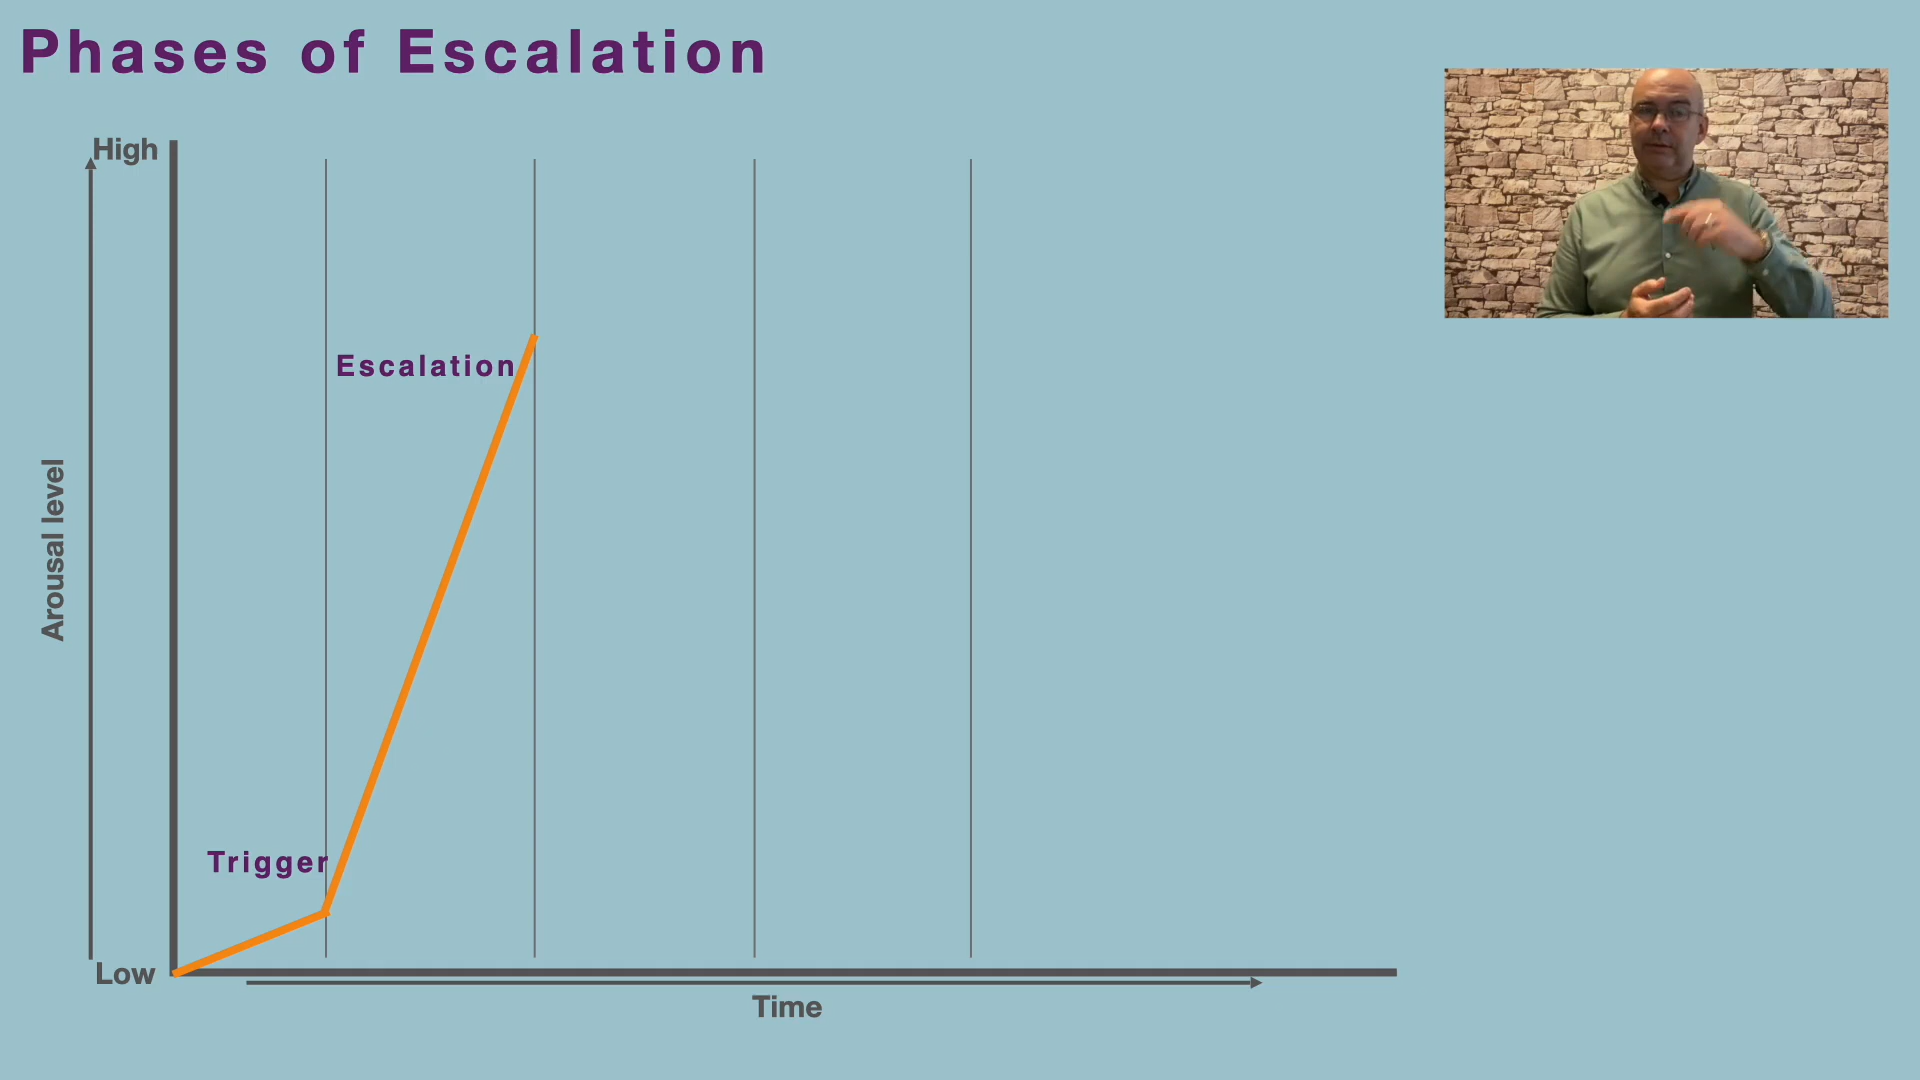 Phases of Escalation
High
Escalation
Arousal level
Trigger
Low
Time